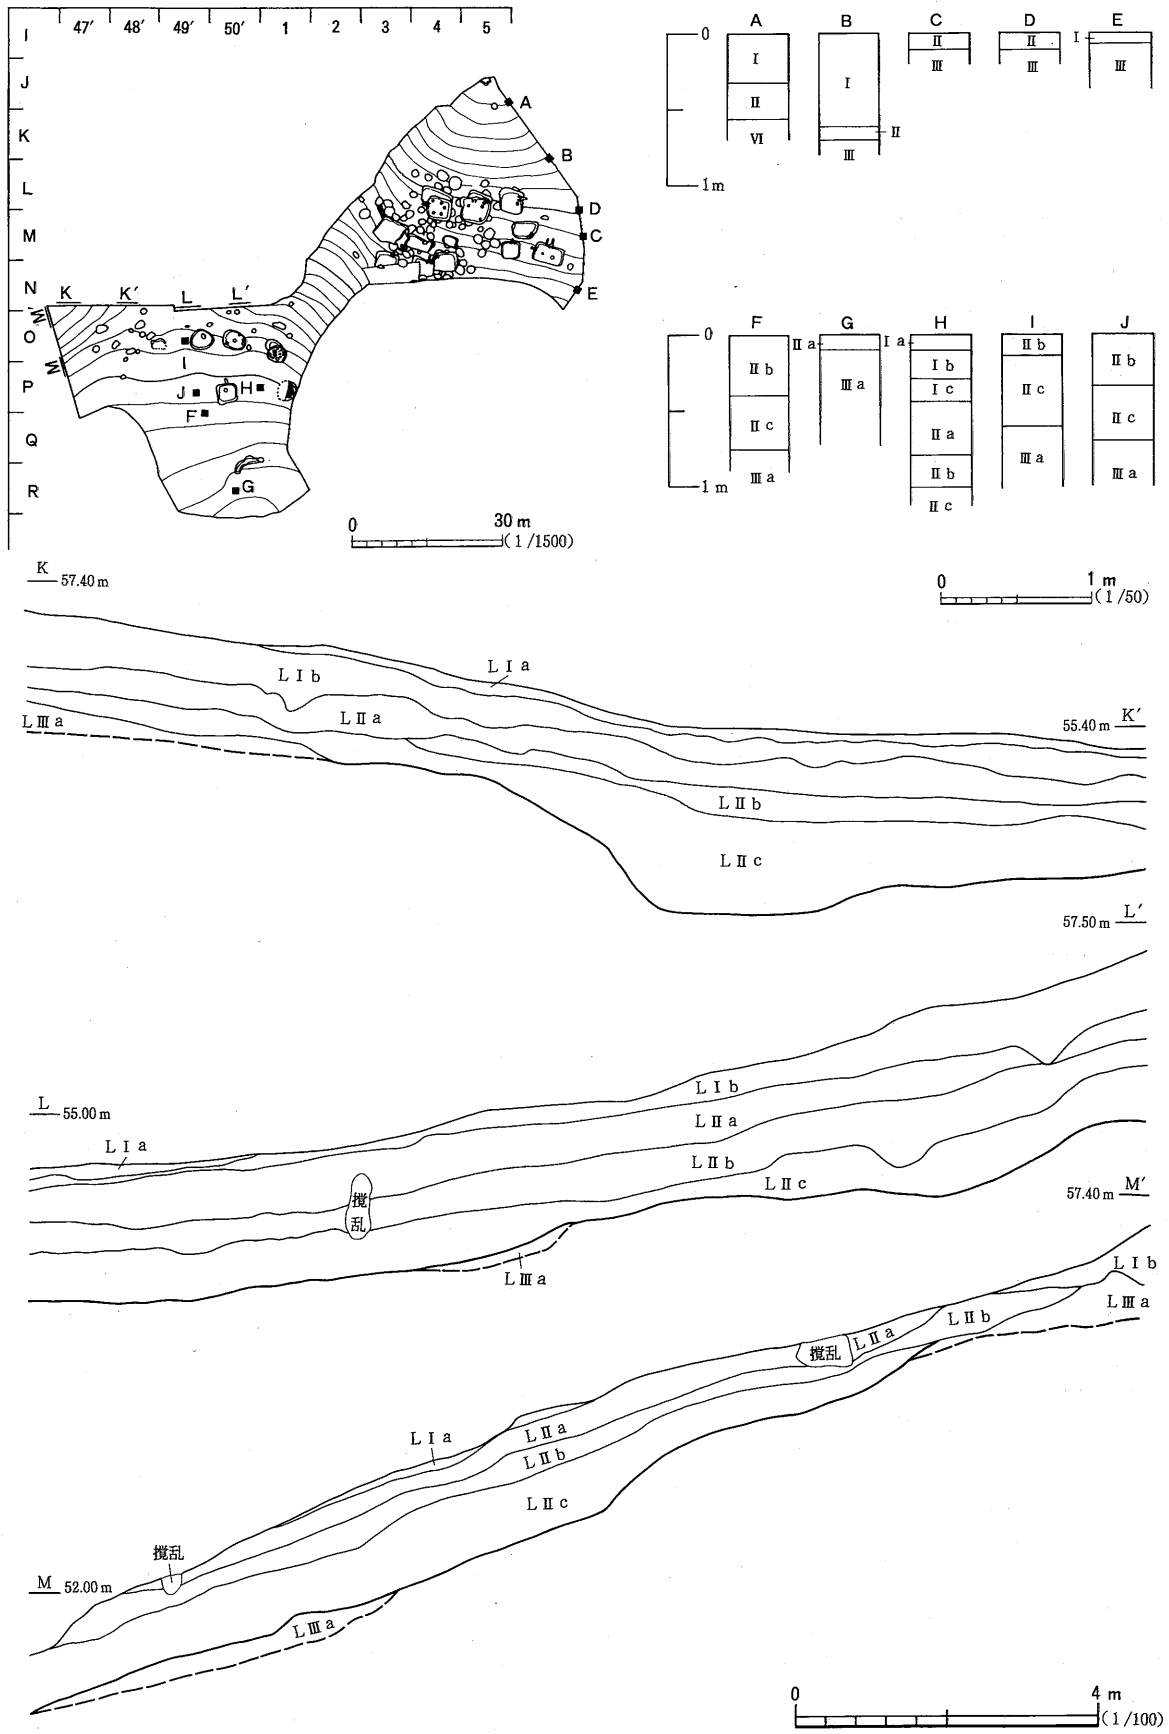 47′ 48′ 49′ 50′ 1 2 3 4 5
I
J
K
L
M
N
O
P
Q
R
A
B
D
C
E
K K′ L L′
M′
M
I
J H
F
G
0 30 m
(1/1500)
A B C D E
0
1m
I
II
VI
I
II
III
II
III
II
III
I
III
F G H I J
0
1m
II b
II c
III a
II a
III a
I a
I b
I c
II a
II b
II c
II b
II c
III a
II b
II c
III a
0 1 m
(1/50)
K
57.40 m
L I a
L I b
L II a
L III a
K′
55.40 m
L II b
L II c
L′
57.50 m
L
55.00 m
L I b
L I a
L II a
L II b
L II c
攪乱
L III a
M′
57.40 m
L I b
L III a
L II b
L II a
攪乱
L I a
L II a
L II b
L II c
攪乱
M
52.00 m
L III a
0 4 m
(1/100)